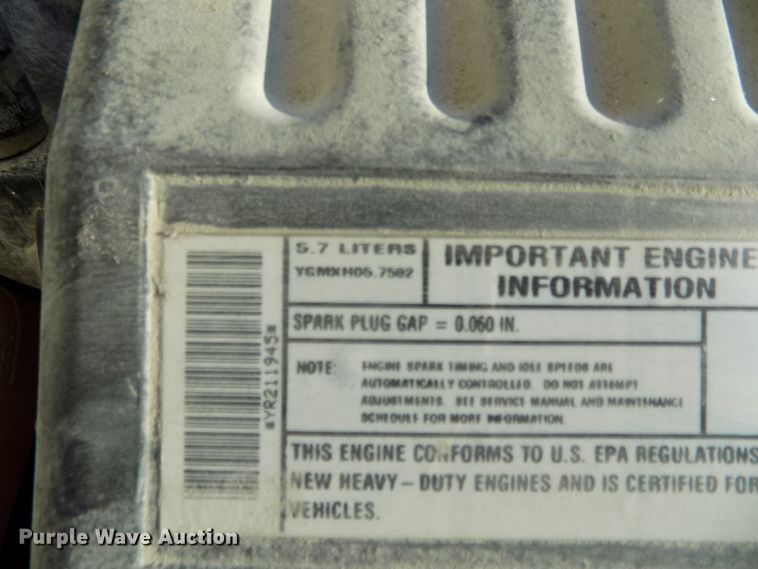 5.7 LITERS
YGMXH05.7582
IMPORTANT ENGINE
INFORMATION
SPARK PLUG GAP = 0.060 IN.
NOTE: ENGINE SPARK TIMING AND IDLE SPEEDS ARE
AUTOMATICALLY CONTROLLED. DO NOT ATTEMPT
ADJUSTMENTS. SEE SERVICE MANUAL AND MAINTENANCE
SCHEDULE FOR MORE INFORMATION.
THIS ENGINE CONFORMS TO U.S. EPA REGULATIONS
NEW HEAVY – DUTY ENGINES AND IS CERTIFIED FOR
VEHICLES.
*YR211945*
Purple Wave Auction